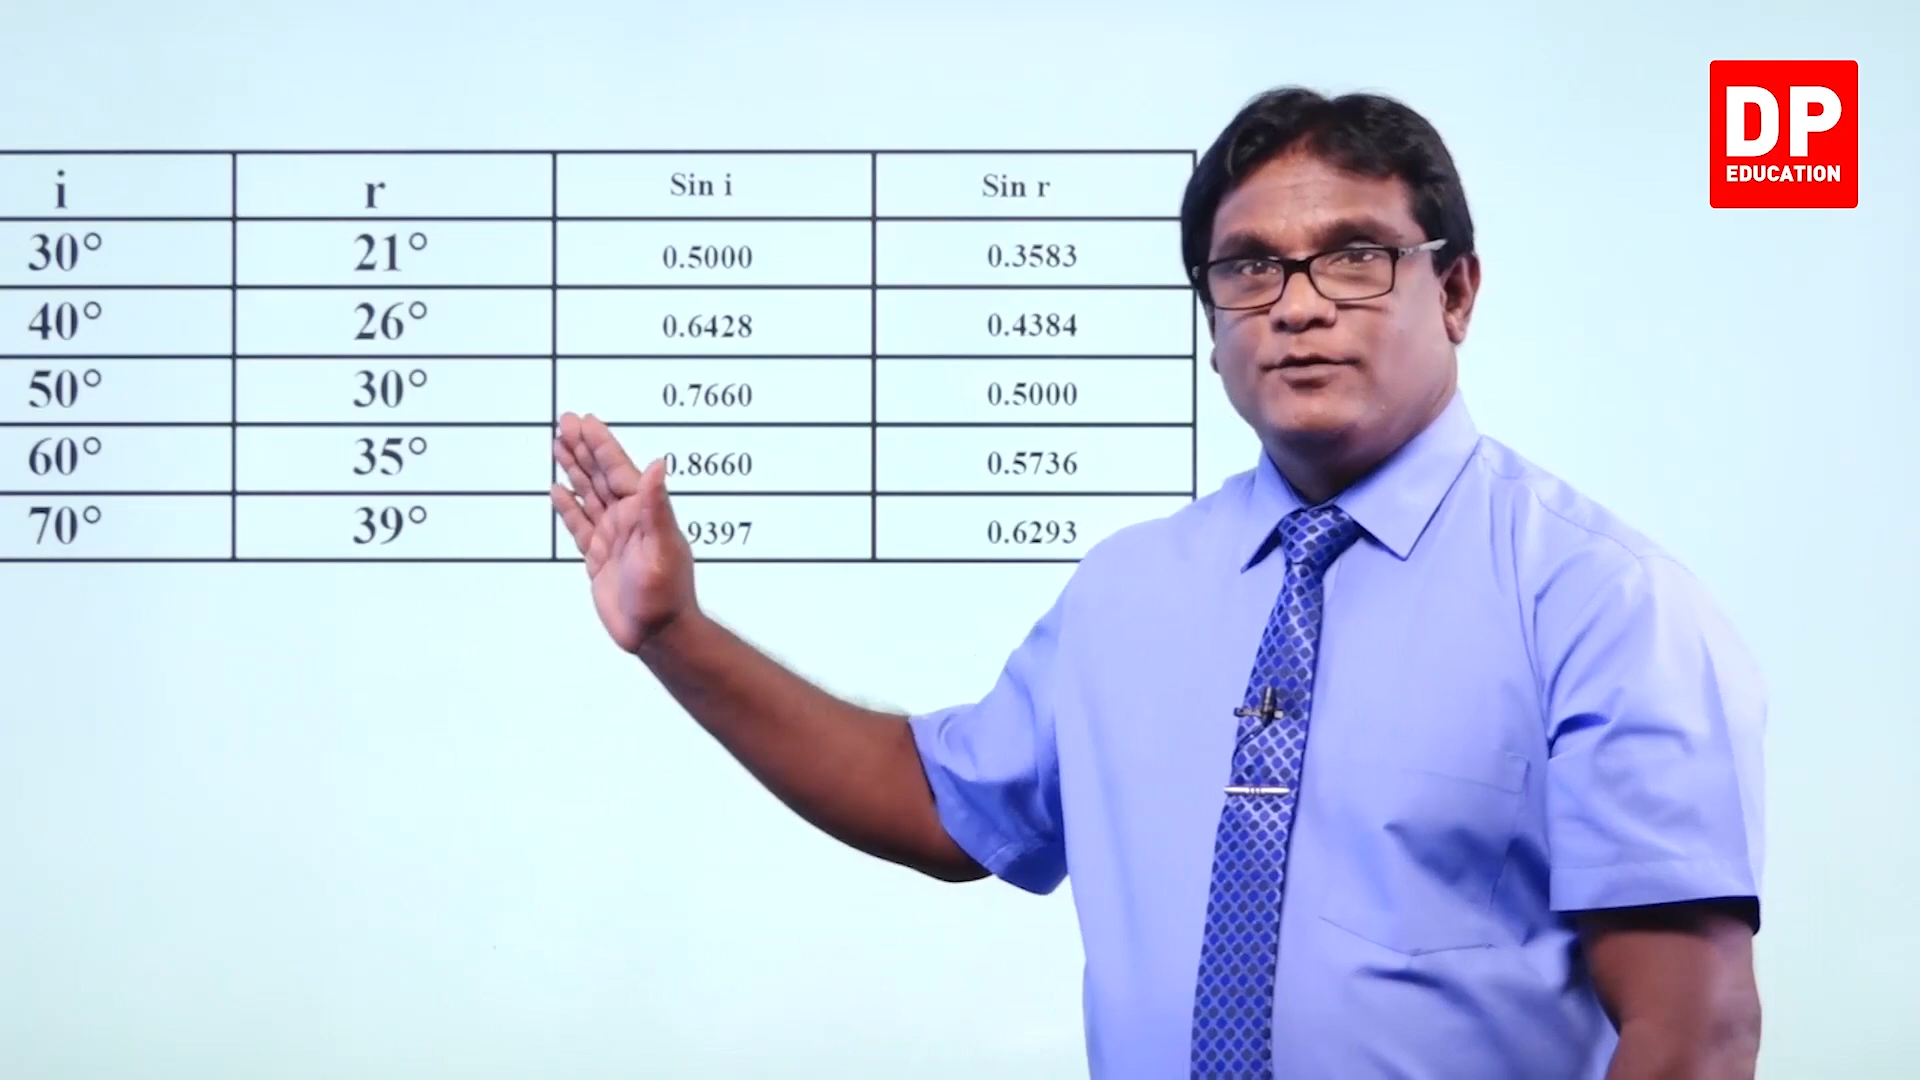 DP
EDUCATION
i r Sin i Sin r
30° 21° 0.5000 0.3583
40° 26° 0.6428 0.4384
50° 30° 0.7660 0.5000
60° 35° 0.8660 0.5736
70° 39° .9397 0.6293